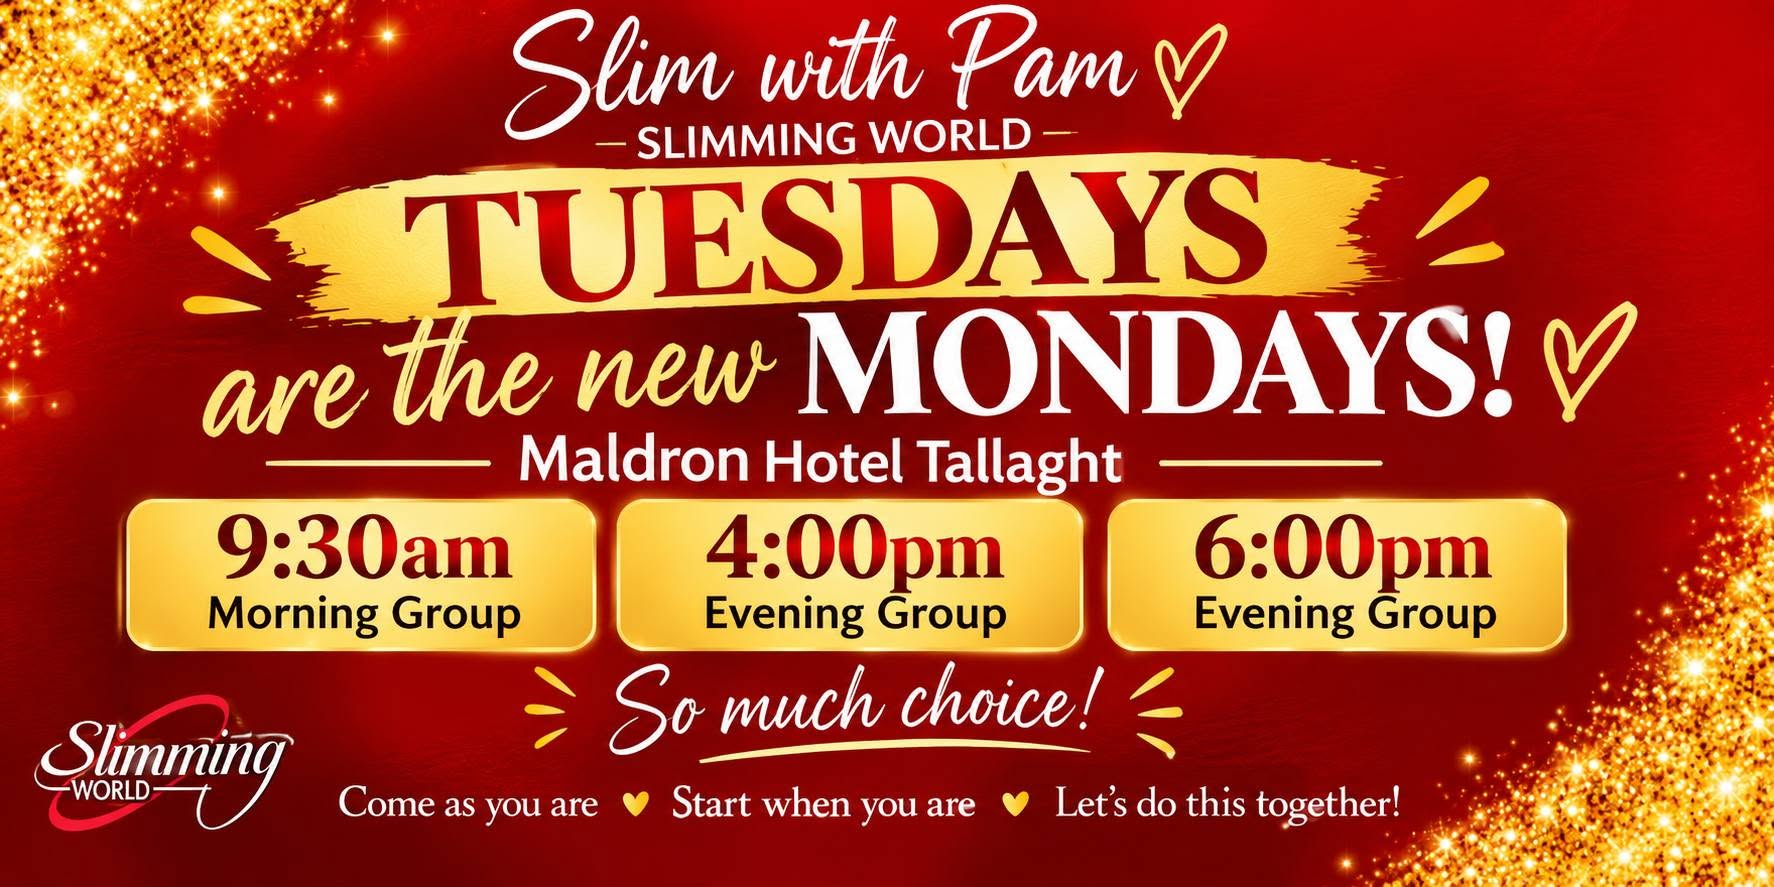 Slim with Pam
SLIMMING WORLD
TUESDAYS
are the new MONDAYS!
Maldron Hotel Tallaght
9:30am
Morning Group
4:00pm
Evening Group
6:00pm
Evening Group
So much choice!
Slimming
WORLD
Come as you are Start when you are Let's do this together!